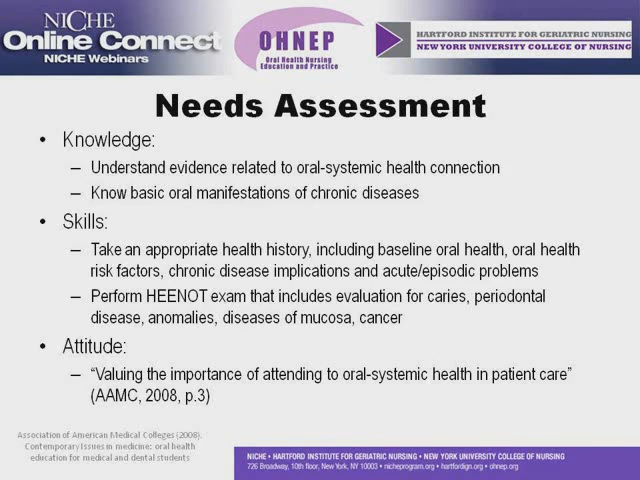 NICHE
Online Connect
NICHE Webinars
OHNEP
Oral Health Nursing
Education and Practice
HARTFORD INSTITUTE FOR GERIATRIC NURSING
NEW YORK UNIVERSITY COLLEGE OF NURSING
Needs Assessment
• Knowledge:
– Understand evidence related to oral-systemic health connection
– Know basic oral manifestations of chronic diseases
• Skills:
– Take an appropriate health history, including baseline oral health, oral health
risk factors, chronic disease implications and acute/episodic problems
– Perform HEENOT exam that includes evaluation for caries, periodontal
disease, anomalies, diseases of mucosa, cancer
• Attitude:
– “Valuing the importance of attending to oral-systemic health in patient care”
(AAMC, 2008, p.3)
Association of American Medical Colleges (2008).
Contemporary Issues in medicine: oral health
education for medical and dental students
NICHE • HARTFORD INSTITUTE FOR GERIATRIC NURSING • NEW YORK UNIVERSITY COLLEGE OF NURSING
726 Broadway, 10th floor, New York, NY 10003 • nicheprogram.org • hartfordign.org • ohnep.org